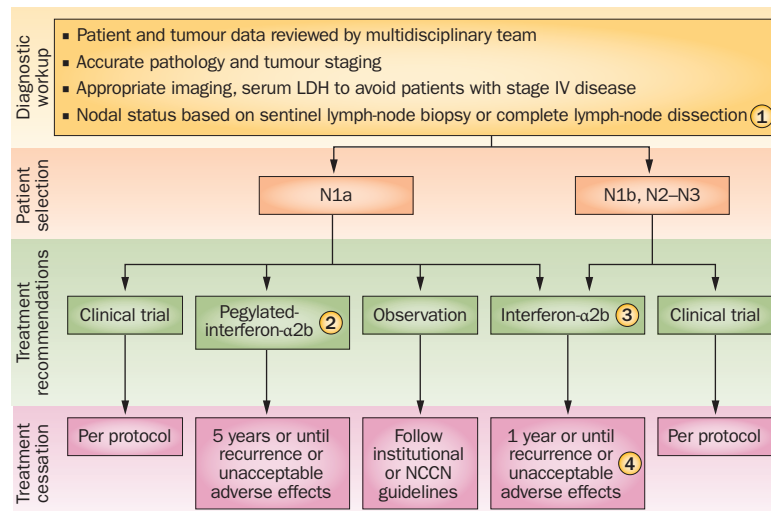 Diagnostic
workup
▪ Patient and tumour data reviewed by multidisciplinary team
▪ Accurate pathology and tumour staging
▪ Appropriate imaging, serum LDH to avoid patients with stage IV disease
▪ Nodal status based on sentinel lymph-node biopsy or complete lymph-node dissection 1
Patient
selection
N1a
N1b, N2–N3
Treatment
recommendations
Clinical trial
Pegylated-
interferon-α2b 2
Observation
Interferon-α2b 3
Clinical trial
Treatment
cessation
Per protocol
5 years or until
recurrence or
unacceptable
adverse effects
Follow
institutional
or NCCN
guidelines
1 year or until
recurrence or
unacceptable
adverse effects
4
Per protocol